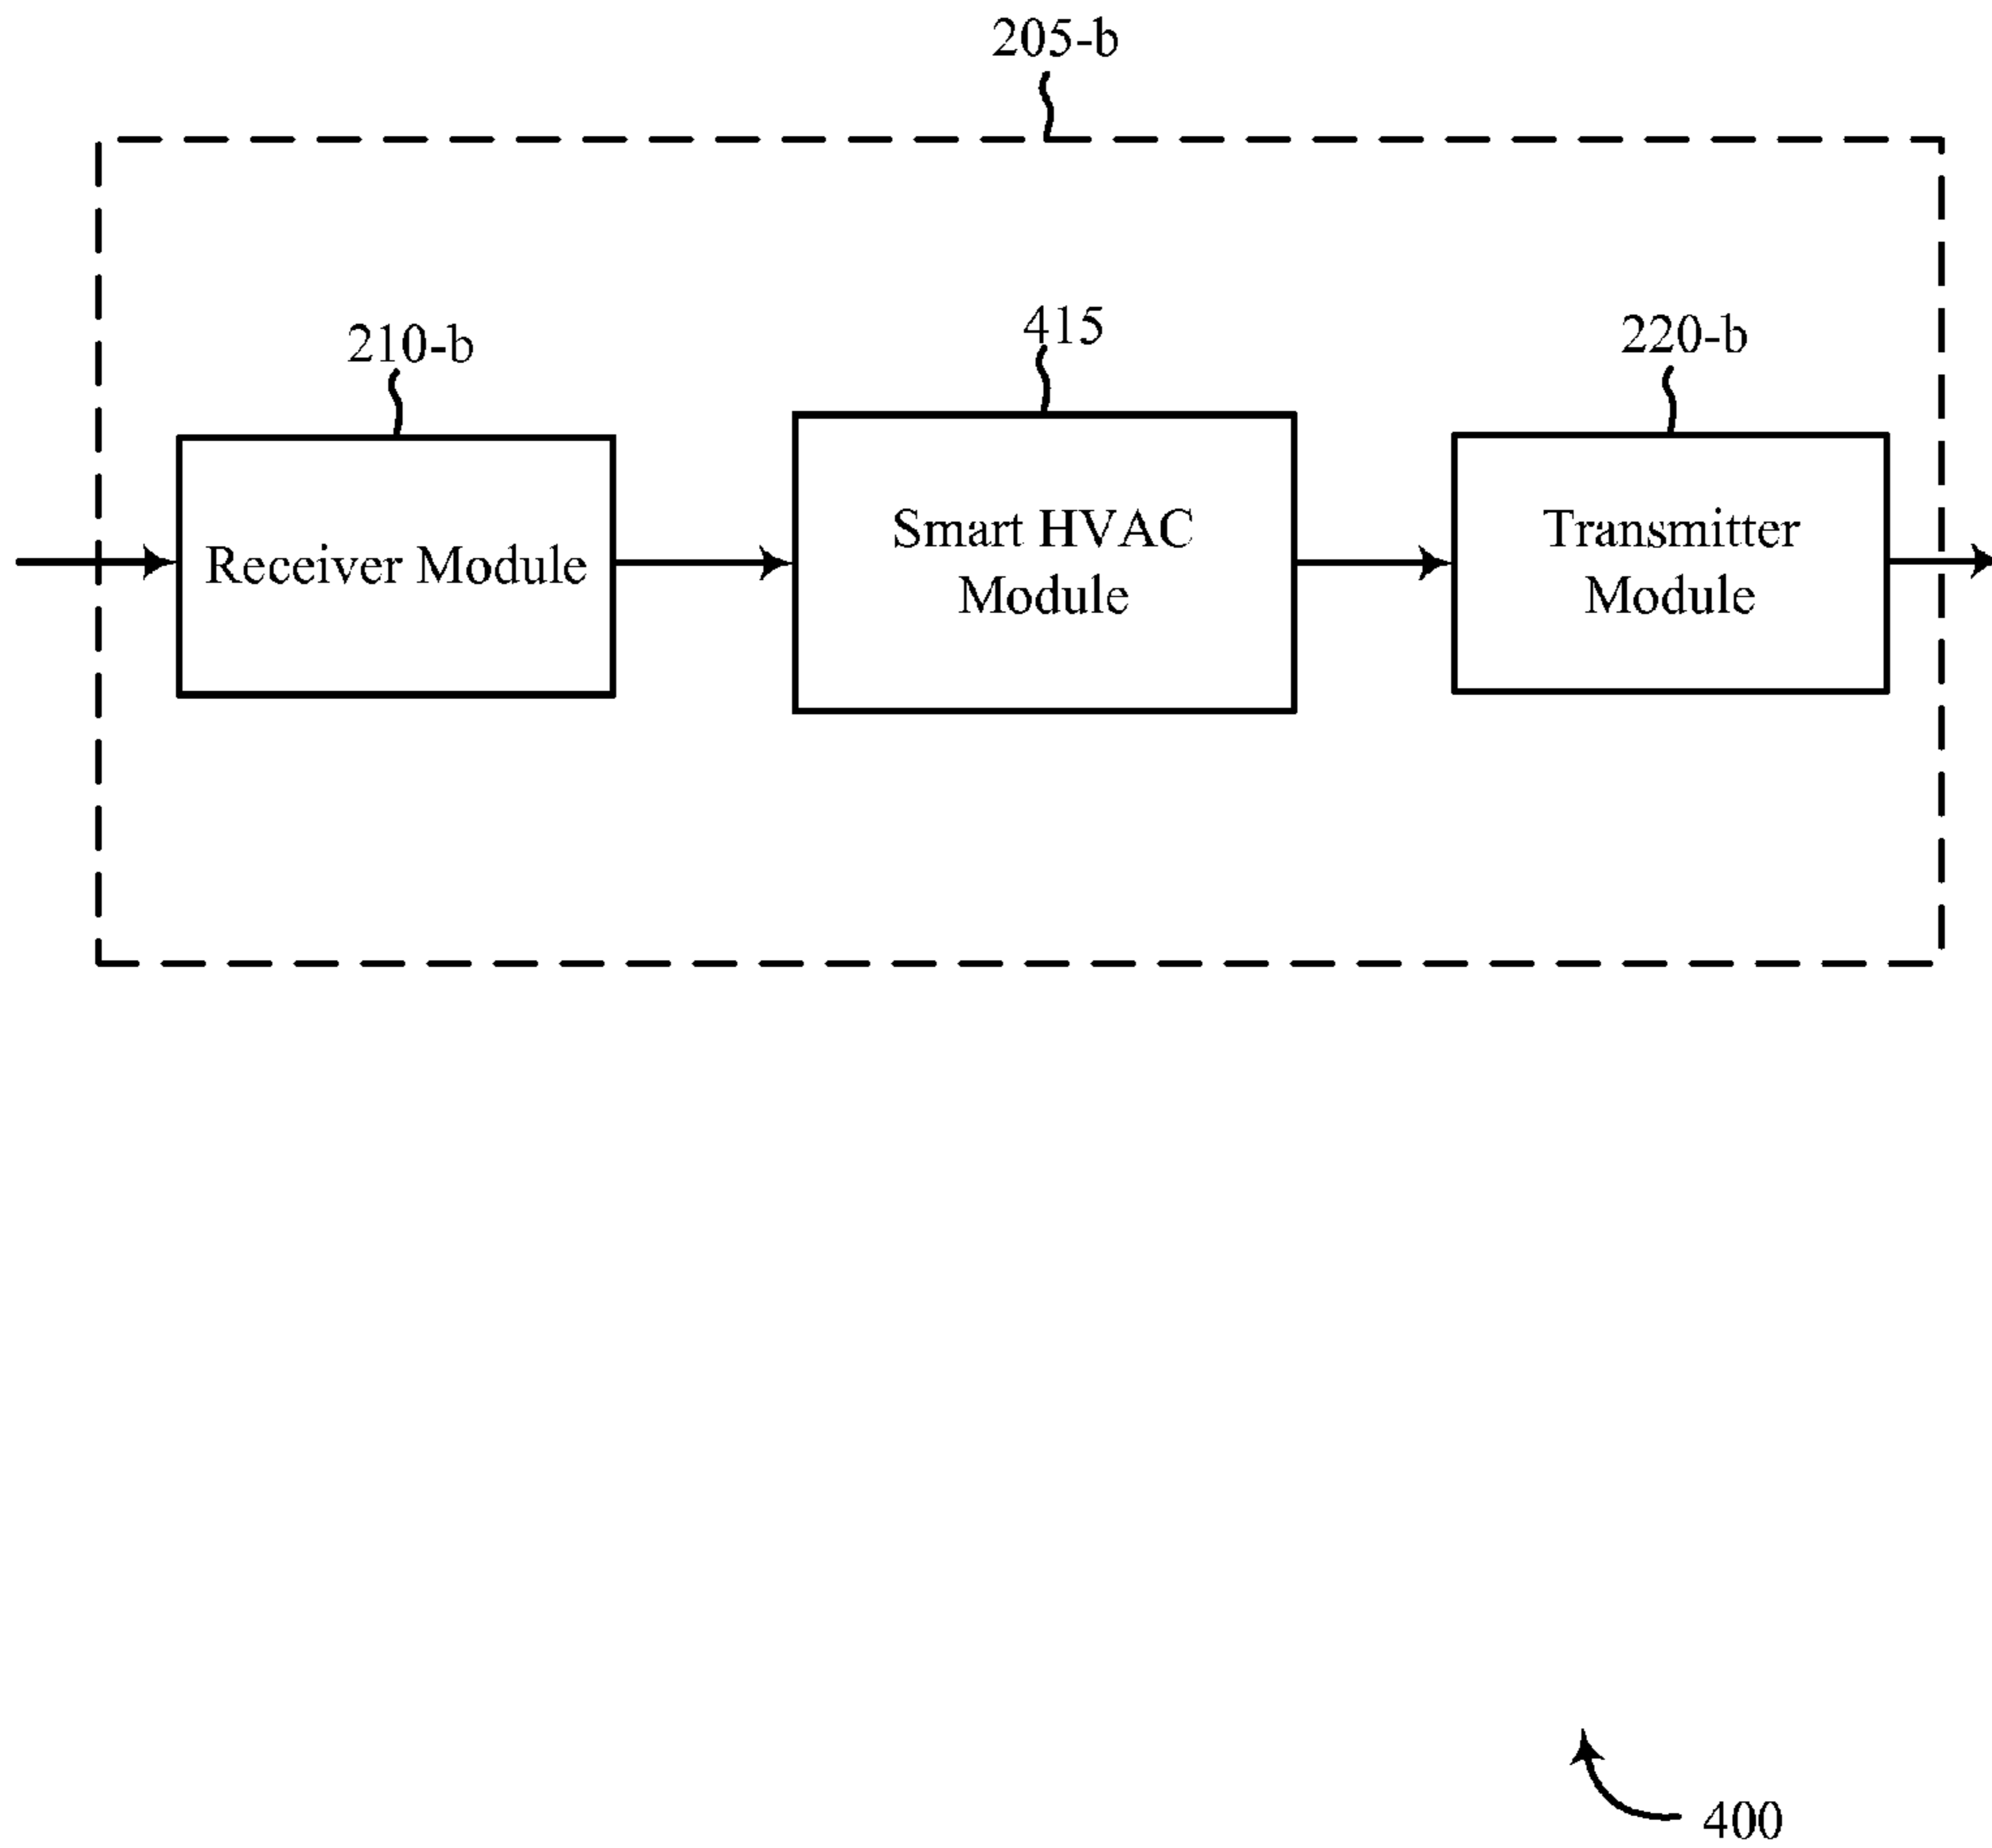 205-b
210-b
415
220-b
Receiver Module
Smart HVAC
Module
Transmitter
Module
400